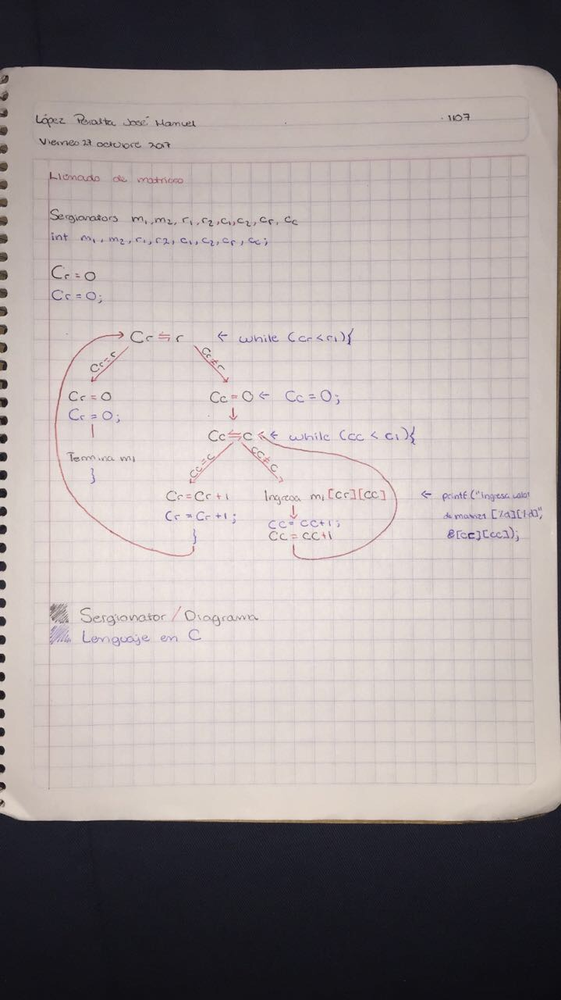 López Peralta José Manuel
1107
Viernes 27 octubre 2017
Llenado de matrices
Sergionators m1, m2, r1, r2, c1, c2, cr, cc
int m1, m2, r1, r2, c1, c2, cr, cc;
Cr = 0
Cr = 0;
Cr ⇋ r ← while (cr < r1){
Cr = r
Cr ≠ r
Cr = 0
Cc = 0 ← Cc = 0;
Cr = 0;
Cc ⇋ c ← while (cc < c1){
Termina m1
}
Cc = c
Cc ≠ c
Cr = Cr + 1
Ingresa m1 [Cr][Cc]
← printf ("Ingresa valor
Cr = Cr + 1;
Cc = CC+1;
de matriz1 [%d][%d]",
}
CC = CC+1
&[cc][cc]);
Sergionator / Diagrama
Lenguaje en C